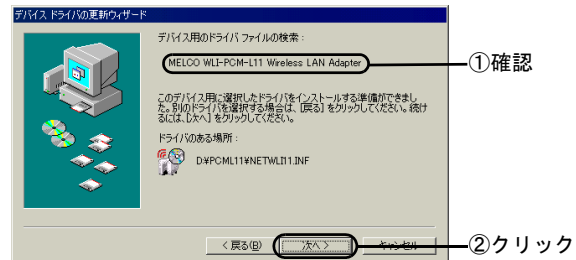 デバイス ドライバの更新ウィザード
デバイス用のドライバ ファイルの検索 :
MELCO WLI-PCM-L11 Wireless LAN Adapter
①確認
このデバイス用に選択したドライバをインストールする準備ができまし
た。別のドライバを選択する場合は、[戻る] をクリックしてください。続け
るには、[次へ] をクリックしてください。
ドライバのある場所 :
D:¥PCML11¥NETWLI11.INF
< 戻る(B)
次へ >
キャンセル
②クリック